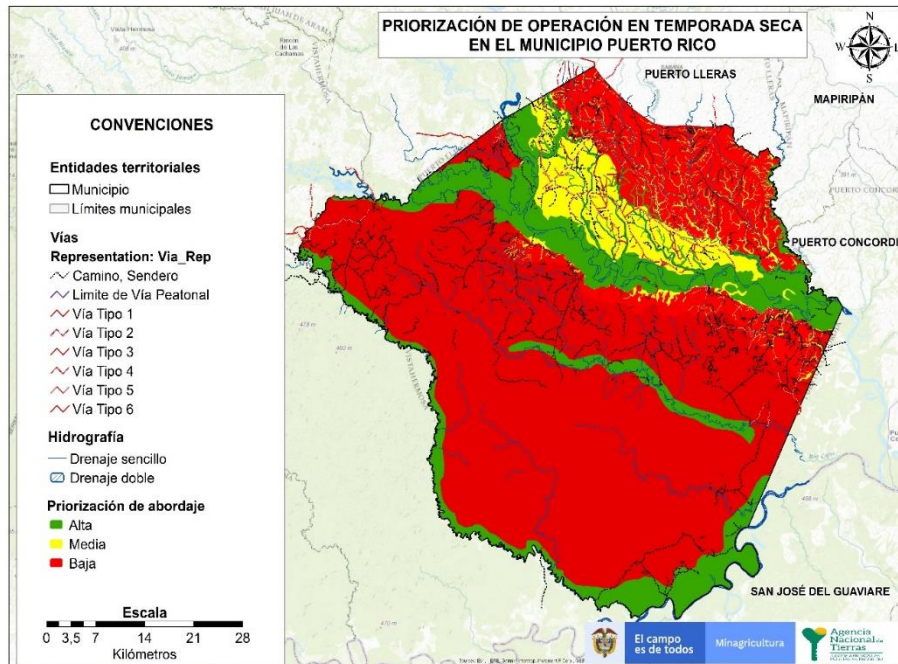 PRIORIZACIÓN DE OPERACIÓN EN TEMPORADA SECA
EN EL MUNICIPIO PUERTO RICO
N
W
S
PUERTO LLERAS
MAPIRIPÁN
PUERTO CONCORDI
SAN JOSÉ DEL GUAVIARE
VISTAHERMOSA
CONVENCIONES
Entidades territoriales
Municipio
Límites municipales
Vías
Representation: Via_Rep
Camino, Sendero
Limite de Vía Peatonal
Vía Tipo 1
Vía Tipo 2
Vía Tipo 3
Vía Tipo 4
Vía Tipo 5
Vía Tipo 6
Hidrografía
Drenaje sencillo
Drenaje doble
Priorización de abordaje
Alta
Media
Baja
Escala
0 3,5 7 14 21 28
Kilómetros
El campo
es de todos
Minagricultura
Agencia
Nacional de
Tierras